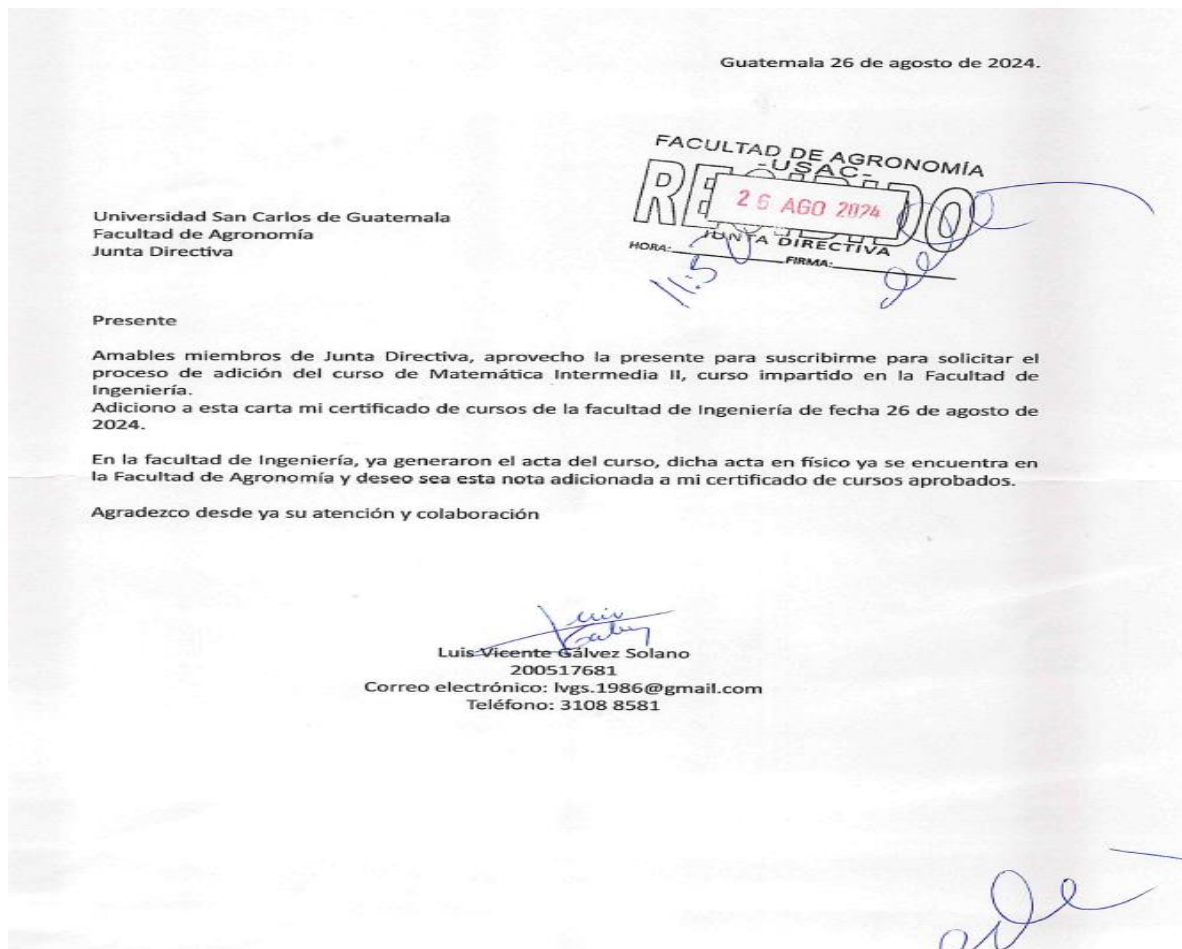 Guatemala 26 de agosto de 2024.
FACULTAD DE AGRONOMÍA
-USAC-
RECIBIDO
26 AGO 2024
JUNTA DIRECTIVA
HORA: 11:50 FIRMA:
Universidad San Carlos de Guatemala
Facultad de Agronomía
Junta Directiva
Presente
Amables miembros de Junta Directiva, aprovecho la presente para suscribirme para solicitar el
proceso de adición del curso de Matemática Intermedia II, curso impartido en la Facultad de
Ingeniería.
Adiciono a esta carta mi certificado de cursos de la facultad de Ingeniería de fecha 26 de agosto de
2024.
En la facultad de Ingeniería, ya generaron el acta del curso, dicha acta en físico ya se encuentra en
la Facultad de Agronomía y deseo sea esta nota adicionada a mi certificado de cursos aprobados.
Agradezco desde ya su atención y colaboración
Luis
Luis Vicente Gálvez Solano
200517681
Correo electrónico: lvgs.1986@gmail.com
Teléfono: 3108 8581